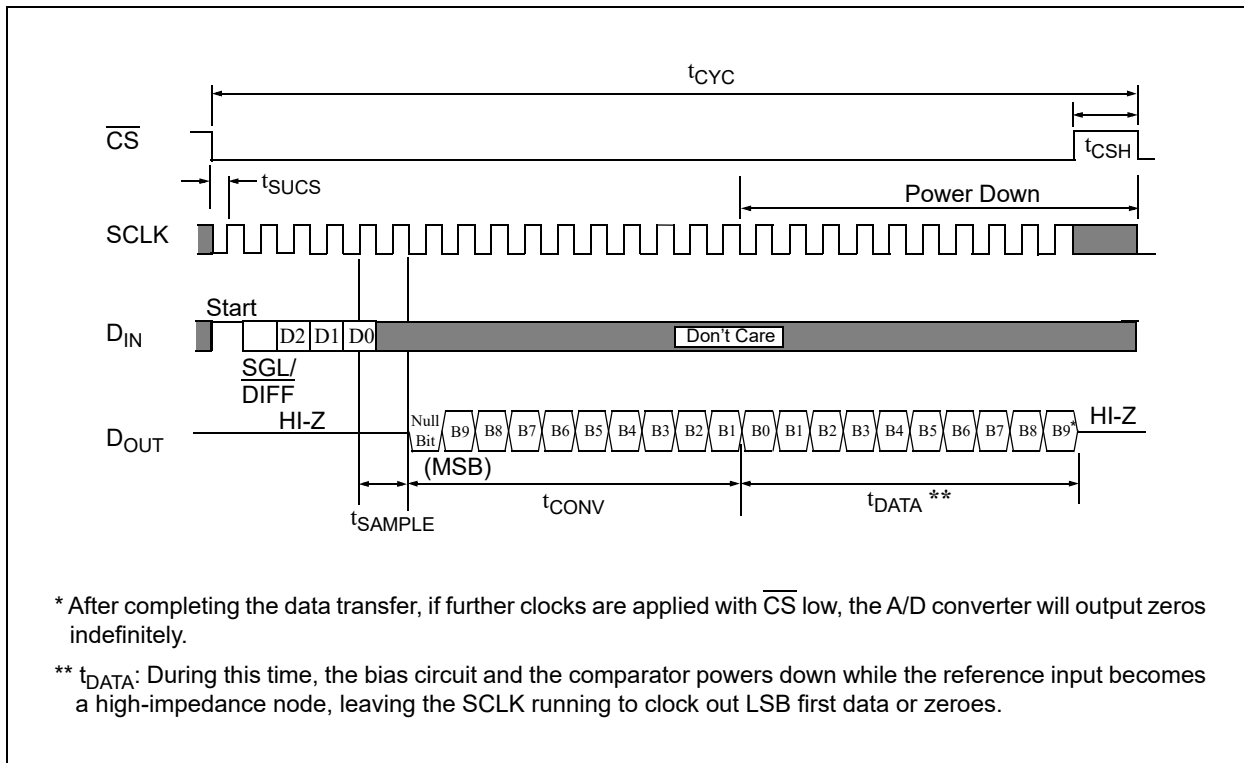 tCYC
CS
tCSH
tSUCS
Power Down
SCLK
Start
DIN
D2 D1 D0
Don't Care
SGL/
DIFF
HI-Z
DOUT
Null
Bit
B9 B8 B7 B6 B5 B4 B3 B2 B1 B0 B1 B2 B3 B4 B5 B6 B7 B8 B9*
HI-Z
(MSB)
tSAMPLE
tCONV
tDATA **
* After completing the data transfer, if further clocks are applied with CS low, the A/D converter will output zeros
indefinitely.
** tDATA: During this time, the bias circuit and the comparator powers down while the reference input becomes
a high-impedance node, leaving the SCLK running to clock out LSB first data or zeroes.